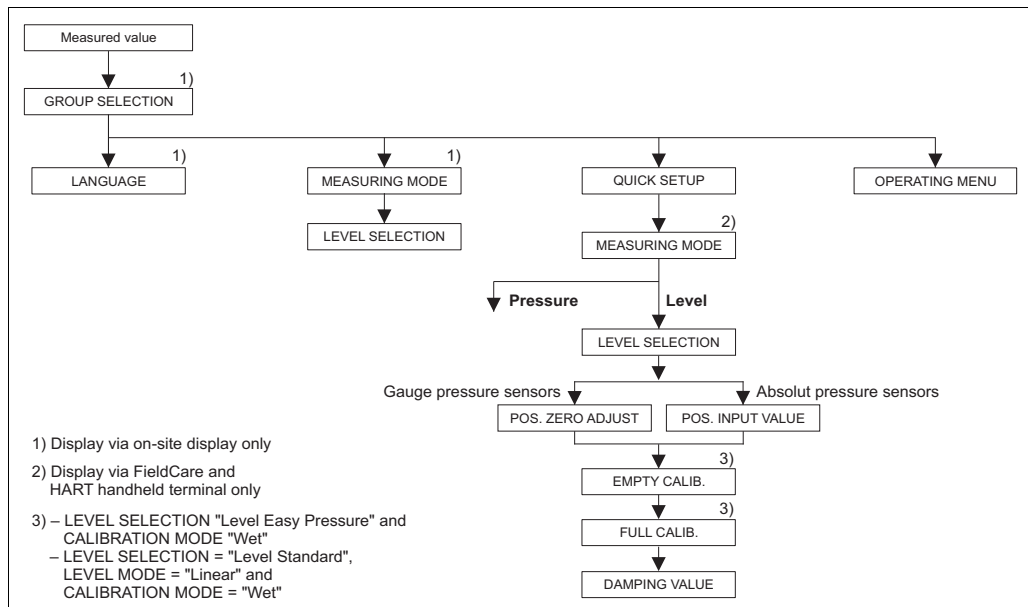 Measured value
1)
GROUP SELECTION
1)
LANGUAGE
1)
MEASURING MODE
QUICK SETUP
OPERATING MENU
LEVEL SELECTION
2)
MEASURING MODE
Pressure
Level
LEVEL SELECTION
Gauge pressure sensors
Absolut pressure sensors
POS. ZERO ADJUST
POS. INPUT VALUE
3)
EMPTY CALIB.
3)
FULL CALIB.
DAMPING VALUE
1) Display via on-site display only
2) Display via FieldCare and
HART handheld terminal only
3) – LEVEL SELECTION "Level Easy Pressure" and
CALIBRATION MODE "Wet"
– LEVEL SELECTION = "Level Standard",
LEVEL MODE = "Linear" and
CALIBRATION MODE = "Wet"